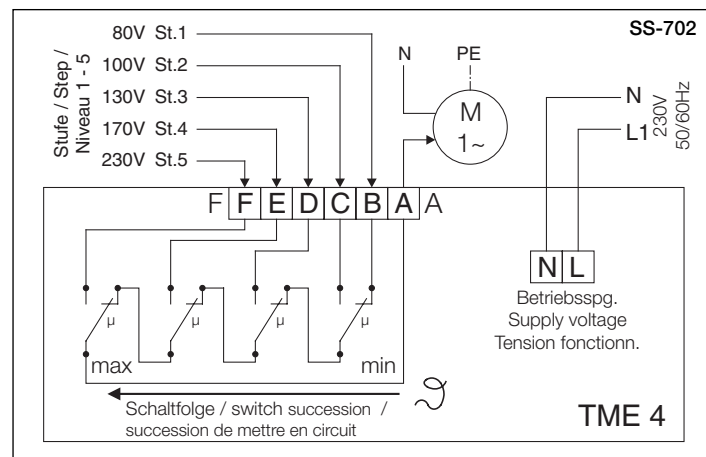 SS-702
80V St.1
100V St.2
130V St.3
170V St.4
230V St.5
Stufe / Step /
Niveau 1 - 5
N
PE
M
1~
N
L1
230V
50/60Hz
F F E D C B A A
N L
Betriebsspg.
Supply voltage
Tension fonctionn.
µ µ µ µ
max
min
Schaltfolge / switch succession /
succession de mettre en circuit
TME 4